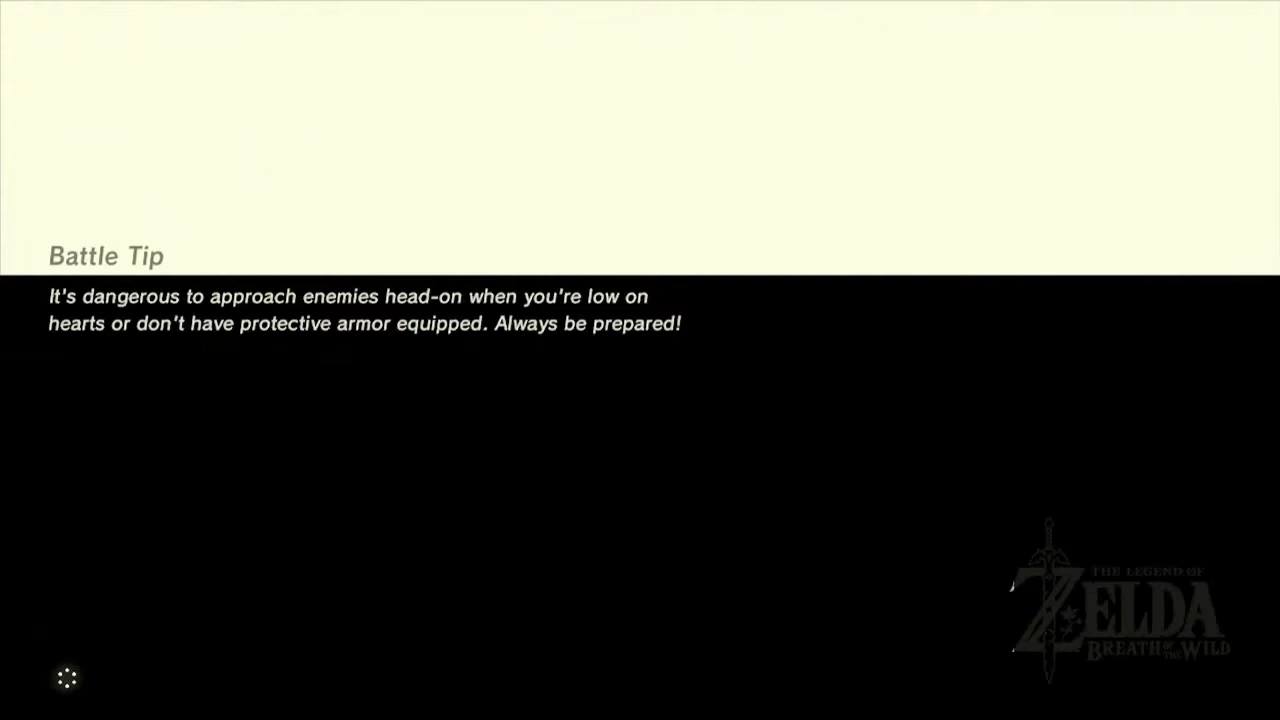 Battle Tip
It's dangerous to approach enemies head-on when you're low on
hearts or don't have protective armor equipped. Always be prepared!
THE LEGEND OF
ZELDA
BREATH OF THE WILD